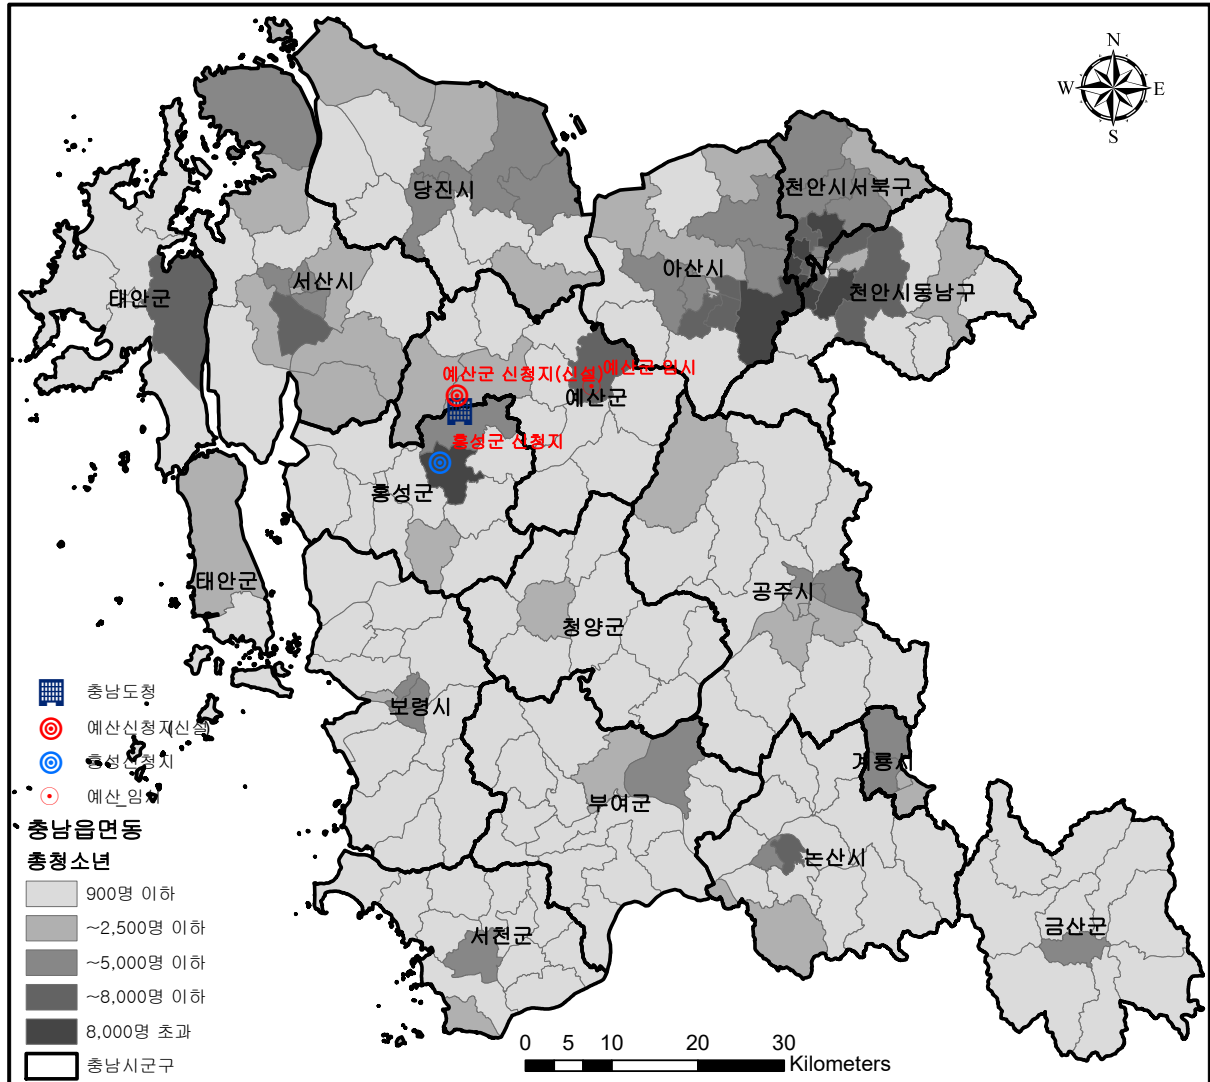 N
W E
S
천안시서북구
당진시
아산시
서산시
천안시동남구
태안군
예산군 신청지(신설)
예산군 임시
예산군
홍성군 신청지
홍성군
태안군
공주시
청양군
충남도청
보령시
예산신청지(신설)
홍성신청지
계룡시
예산_임시
부여군
충남읍면동
논산시
총청소년
900명 이하
~2,500명 이하
서천군
금산군
~5,000명 이하
~8,000명 이하
8,000명 초과
0 5 10 20 30
Kilometers
충남시군구